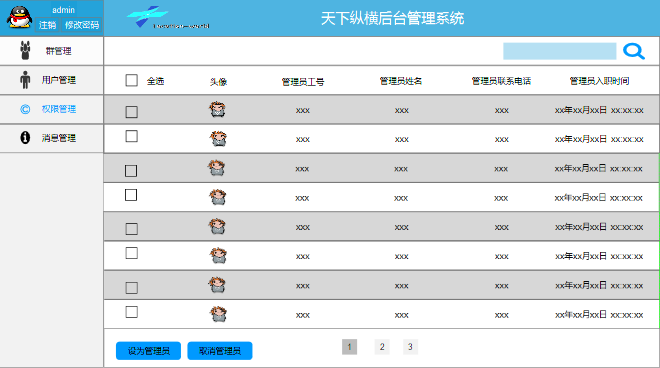 admin
注销 修改密码
天下纵横后台管理系统
群管理
用户管理
权限管理
消息管理
全选 头像 管理员工号 管理员姓名 管理员联系电话 管理员入职时间
xxx xxx xxx xx年xx月xx日 xx:xx:xx
xxx xxx xxx xx年xx月xx日 xx:xx:xx
xxx xxx xxx xx年xx月xx日 xx:xx:xx
xxx xxx xxx xx年xx月xx日 xx:xx:xx
xxx xxx xxx xx年xx月xx日 xx:xx:xx
xxx xxx xxx xx年xx月xx日 xx:xx:xx
xxx xxx xxx xx年xx月xx日 xx:xx:xx
xxx xxx xxx xx年xx月xx日 xx:xx:xx
设为管理员 取消管理员 1 2 3